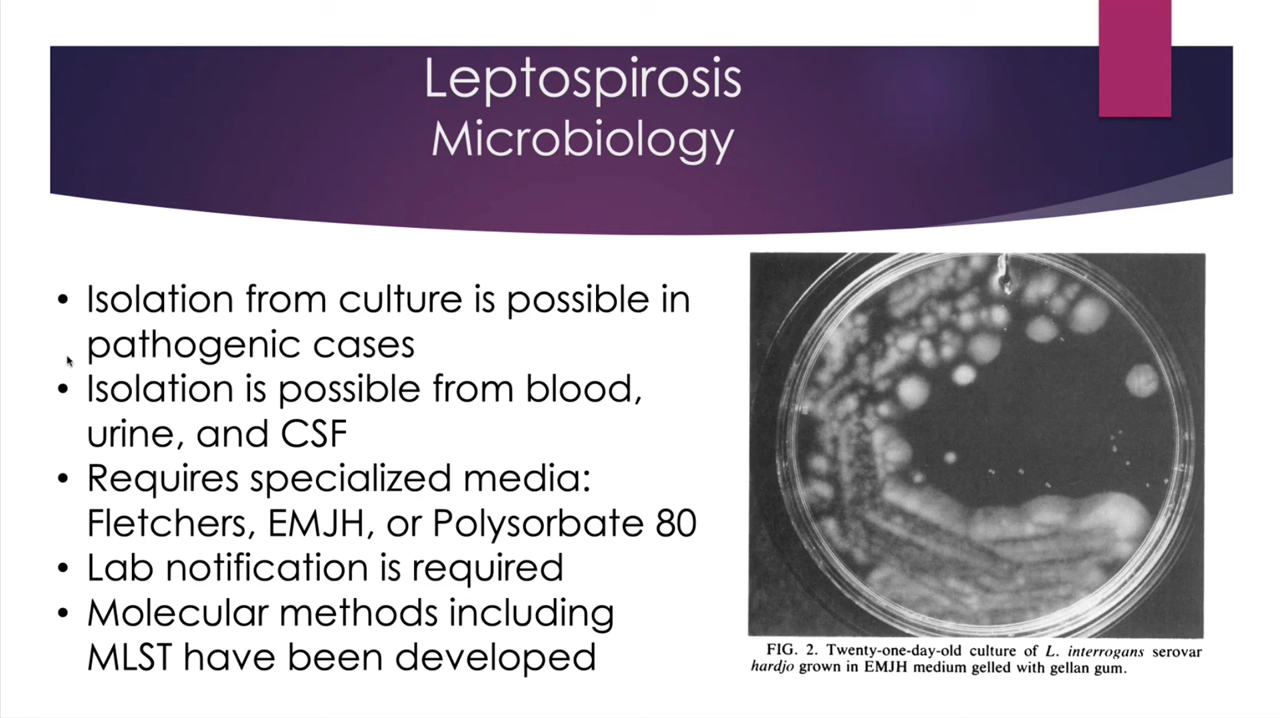 Leptospirosis
Microbiology
• Isolation from culture is possible in
pathogenic cases
• Isolation is possible from blood,
urine, and CSF
• Requires specialized media:
Fletchers, EMJH, or Polysorbate 80
• Lab notification is required
• Molecular methods including
MLST have been developed
FIG. 2. Twenty-one-day-old culture of L. interrogans serovar
hardjo grown in EMJH medium gelled with gellan gum.